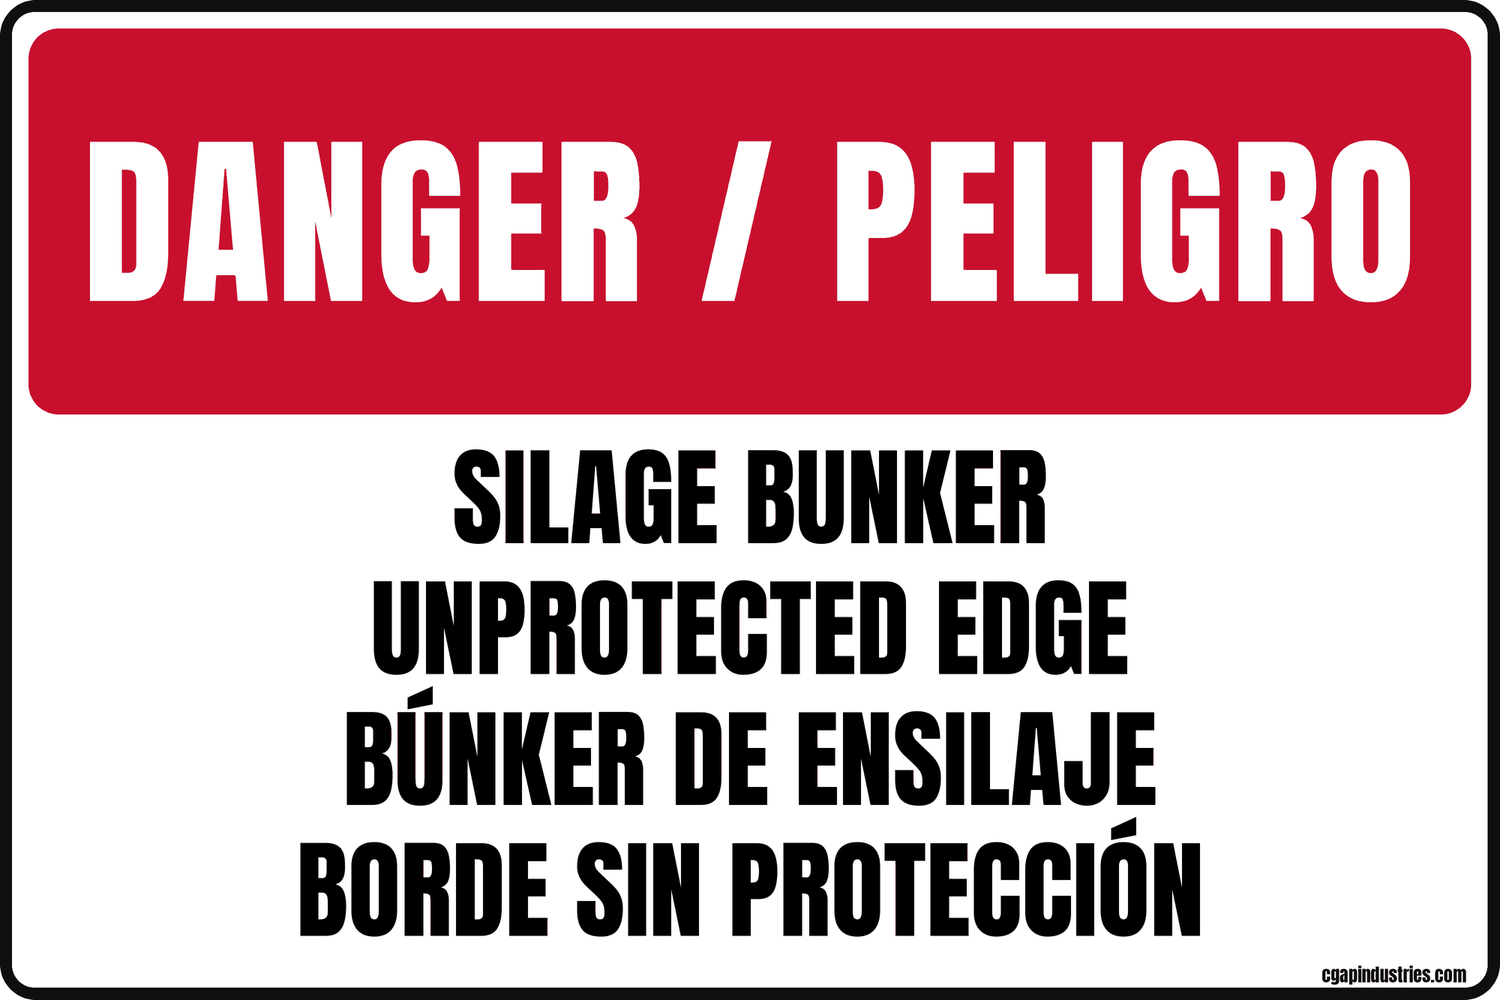 DANGER / PELIGRO
SILAGE BUNKER
UNPROTECTED EDGE
BÚNKER DE ENSILAJE
BORDE SIN PROTECCIÓN
cgapindustries.com